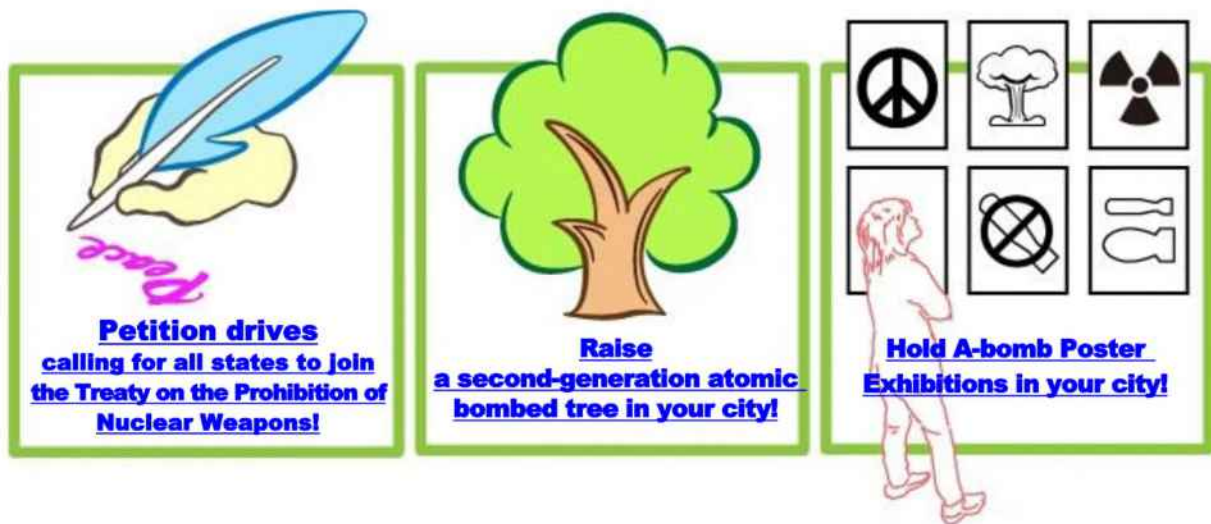 Peace
Petition drives
calling for all states to join
the Treaty on the Prohibition of
Nuclear Weapons!
Raise
a second-generation atomic
bombed tree in your city!
Hold A-bomb Poster
Exhibitions in your city!